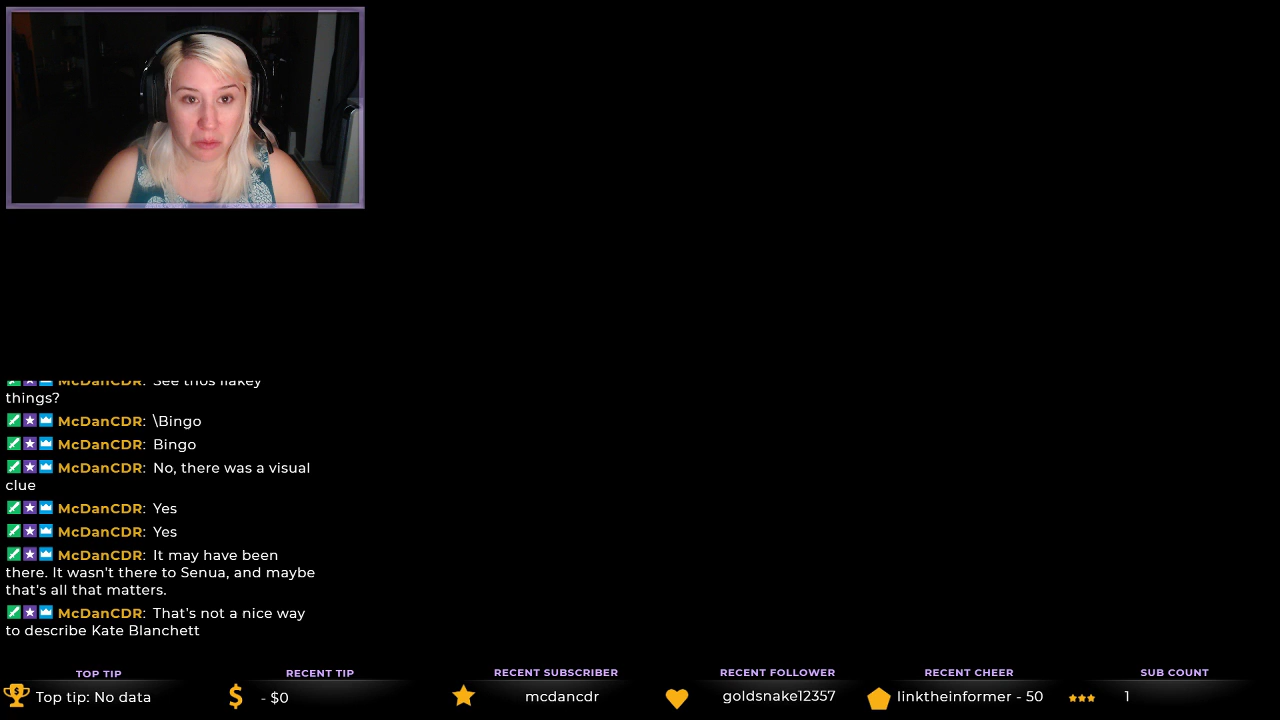 McDanCDR: See thos flakey
things?
McDanCDR: \Bingo
McDanCDR: Bingo
McDanCDR: No, there was a visual
clue
McDanCDR: Yes
McDanCDR: Yes
McDanCDR: It may have been
there. It wasn't there to Senua, and maybe
that's all that matters.
McDanCDR: That's not a nice way
to describe Kate Blanchett
TOP TIP
Top tip: No data
RECENT TIP
- $0
RECENT SUBSCRIBER
mcdancdr
RECENT FOLLOWER
goldsnake12357
RECENT CHEER
linktheinformer - 50
SUB COUNT
1